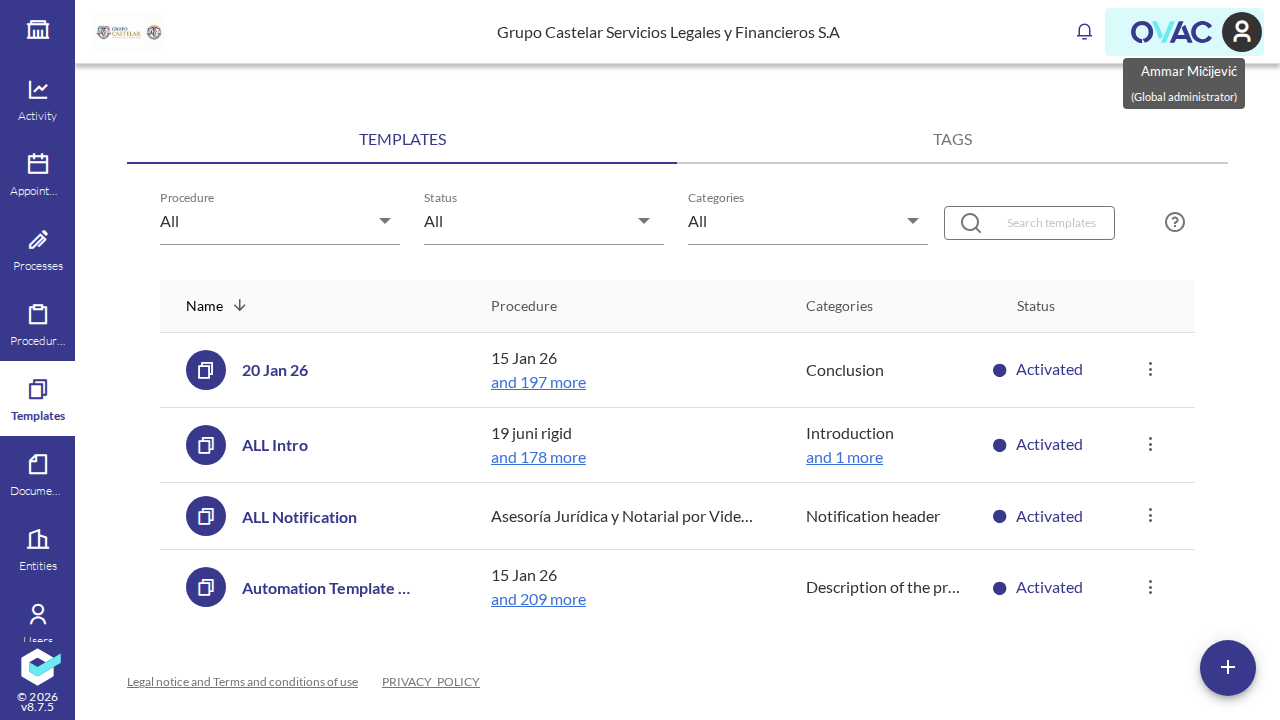 Grupo Castelar Servicios Legales y Financieros S.A
OVAC
Ammar Mičijević
(Global administrator)
Activity
Appoint...
Processes
Procedur...
Templates
Docume...
Entities
Users
© 2026
v8.7.5
TEMPLATES
TAGS
Procedure
All
Status
All
Categories
All
Search templates
Name
Procedure
Categories
Status
20 Jan 26
15 Jan 26
and 197 more
Conclusion
Activated
ALL Intro
19 juni rigid
and 178 more
Introduction
and 1 more
Activated
ALL Notification
Asesoría Jurídica y Notarial por Vide...
Notification header
Activated
Automation Template ...
15 Jan 26
and 209 more
Description of the pr...
Activated
Legal notice and Terms and conditions of use
PRIVACY_POLICY